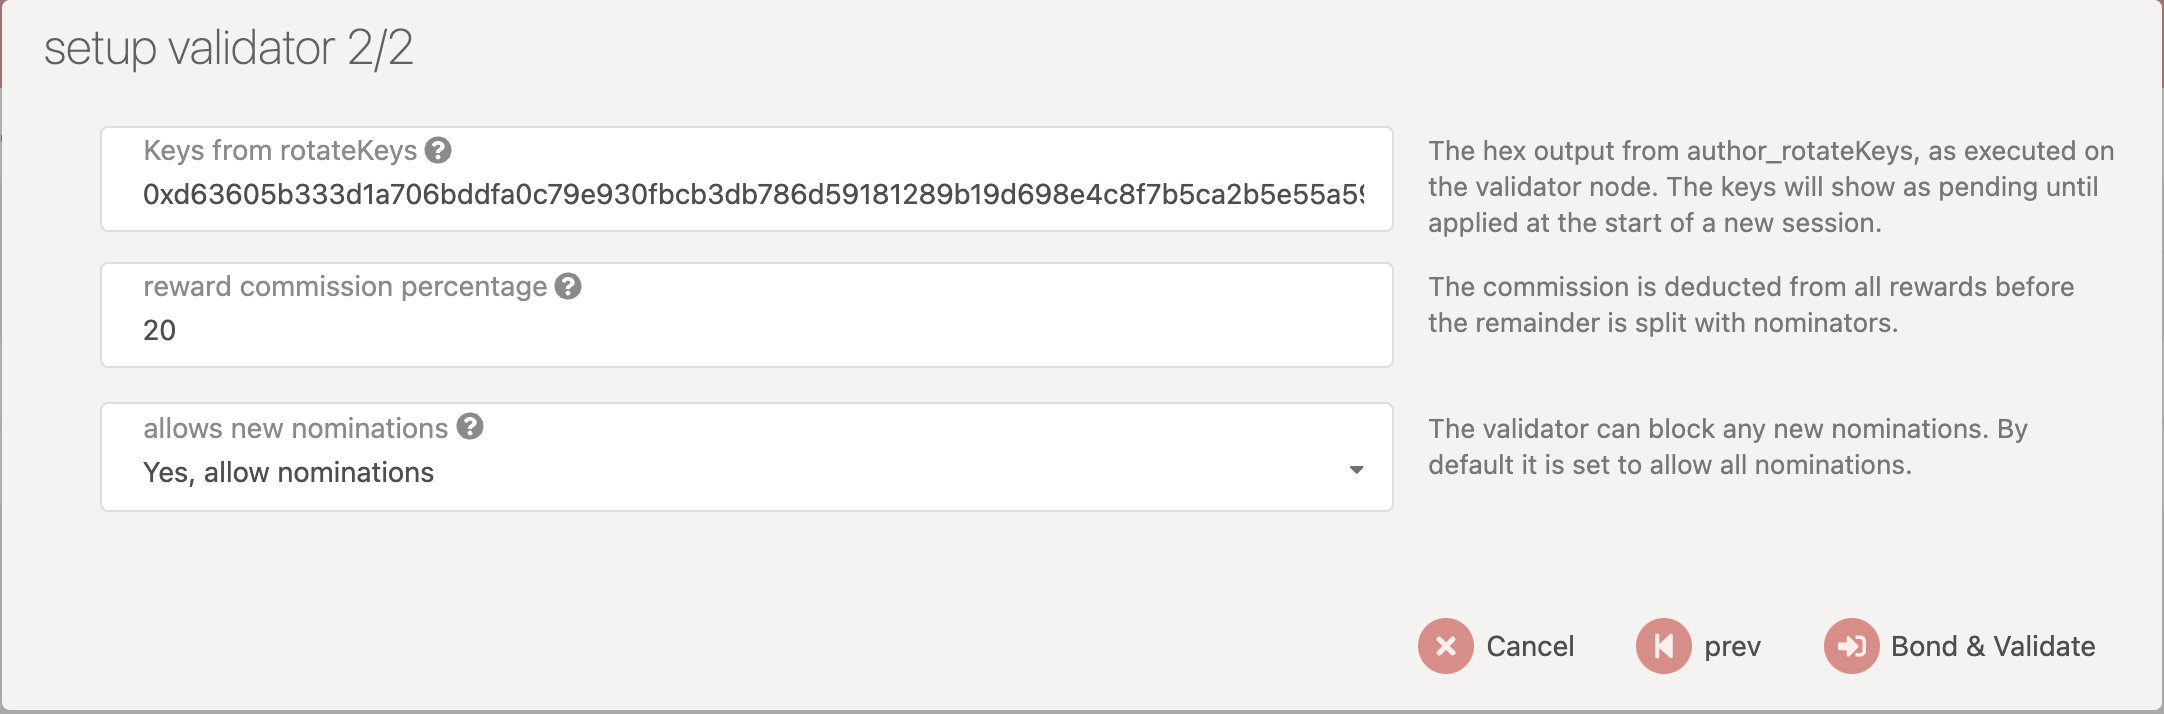 setup validator 2/2
Keys from rotateKeys
0xd63605b333d1a706bddfa0c79e930fbcb3db786d59181289b19d698e4c8f7b5ca2b5e55a59
The hex output from author_rotateKeys, as executed on
the validator node. The keys will show as pending until
applied at the start of a new session.
reward commission percentage
20
The commission is deducted from all rewards before
the remainder is split with nominators.
allows new nominations
Yes, allow nominations
The validator can block any new nominations. By
default it is set to allow all nominations.
Cancel prev Bond & Validate